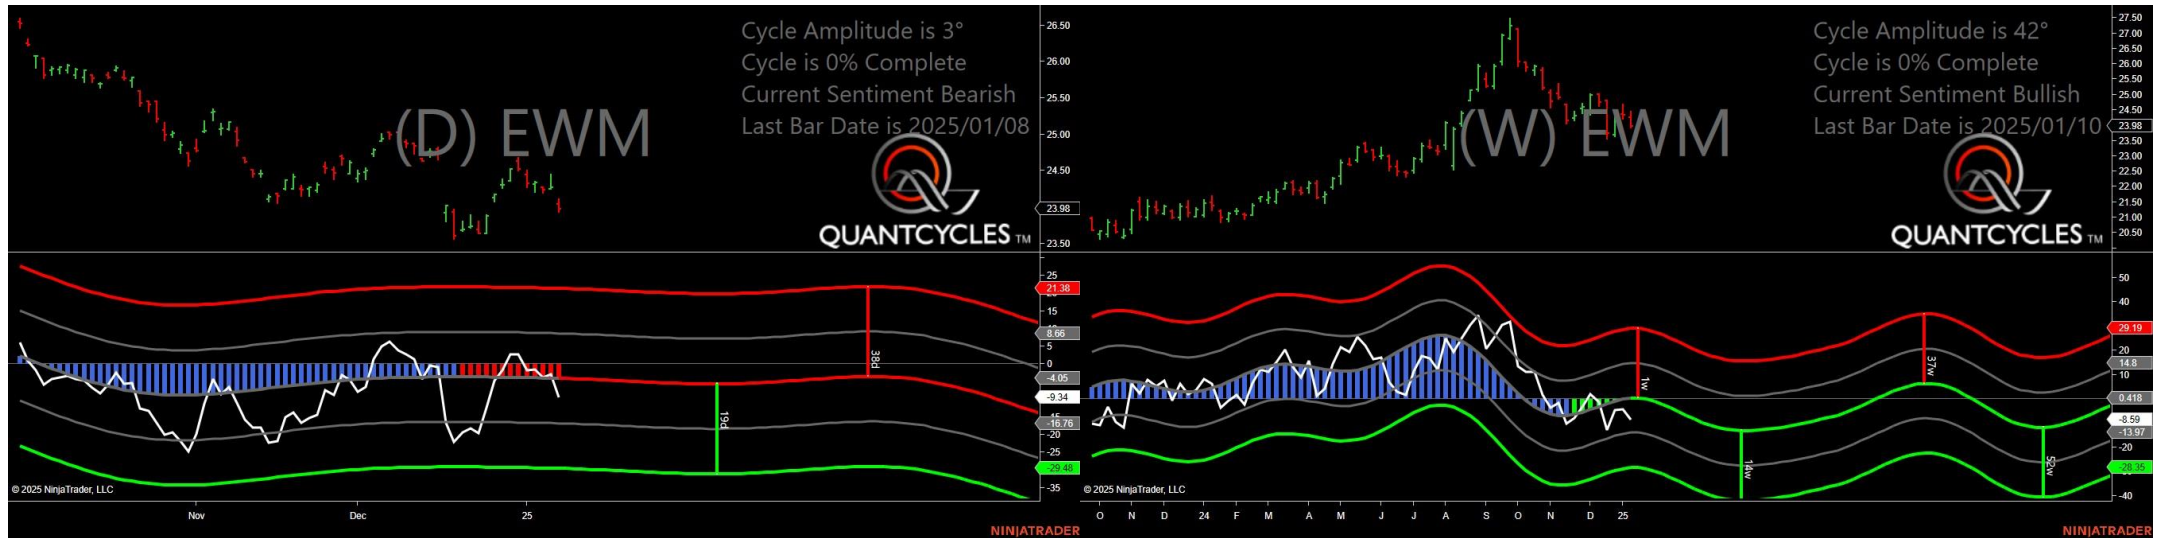 Cycle Amplitude is 3°
Cycle is 0% Complete
Current Sentiment Bearish
Last Bar Date is 2025/01/08
(D) EWM
QUANTCYCLES TM
26.50
26.00
25.50
25.00
24.50
23.98
23.50
25
21.38
15
8.66
5
0
-4.05
-9.34
-16.76
-20
-25
-29.48
-35
38d
19d
© 2025 NinjaTrader, LLC
Nov
Dec
25
NINJATRADER
Cycle Amplitude is 42°
Cycle is 0% Complete
Current Sentiment Bullish
Last Bar Date is 2025/01/10
(W) EWM
QUANTCYCLES TM
27.50
27.00
26.50
26.00
25.50
25.00
24.50
23.98
23.50
23.00
22.50
22.00
21.50
21.00
20.50
50
40
29.19
20
14.8
10
0.418
-8.59
-13.97
-20
-28.35
-40
1w
14w
37w
52w
© 2025 NinjaTrader, LLC
O N D 24 F M A M J J A S O N D 25
NINJATRADER